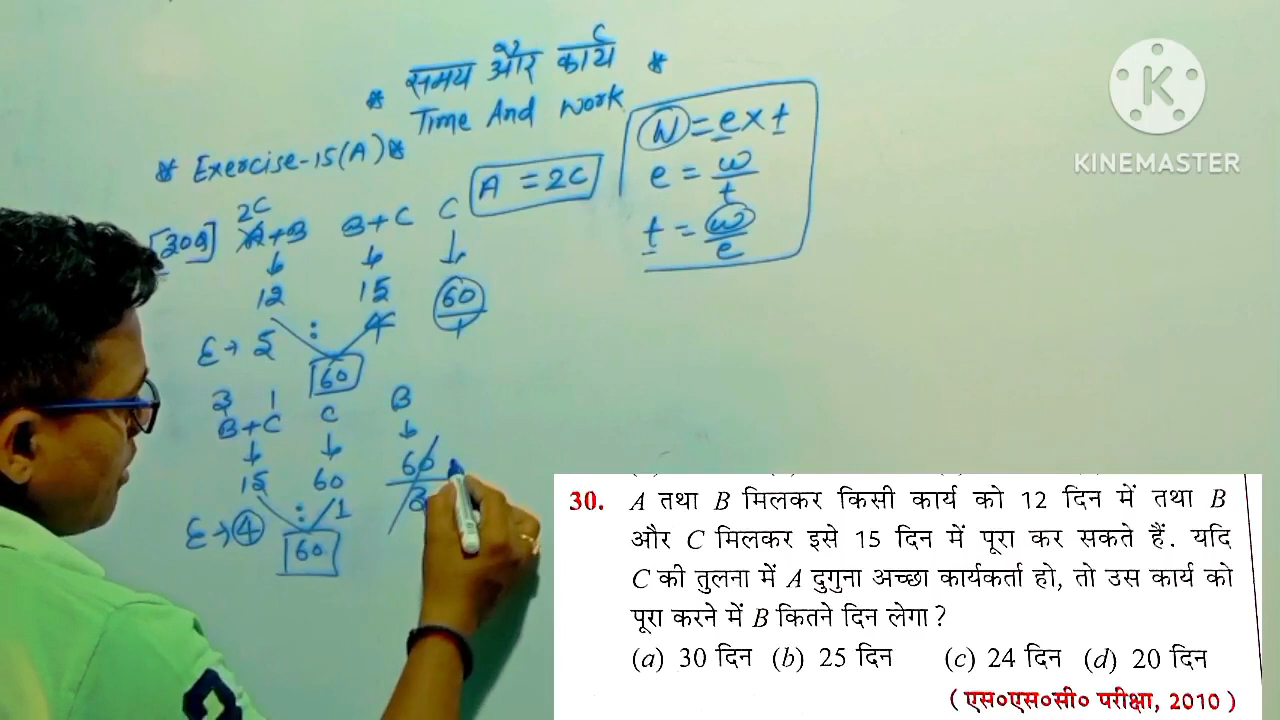 * समय और कार्य *
Time And Work
* Exercise-15(A)*
A = 2C
W = e x t
e = w/t
t = w/e
2C
[30Q] A+B B+C C
↓ ↓ ↓
12 15 60
E → 5 : 4 1
60
3 1
B+C C B
↓ ↓ ↓
15 60 60/3
E → 4 : 1
60
KINEMASTER
30. A तथा B मिलकर किसी कार्य को 12 दिन में तथा B
और C मिलकर इसे 15 दिन में पूरा कर सकते हैं. यदि
C की तुलना में A दुगुना अच्छा कार्यकर्ता हो, तो उस कार्य को
पूरा करने में B कितने दिन लेगा ?
(a) 30 दिन (b) 25 दिन (c) 24 दिन (d) 20 दिन
( एस०एस०सी० परीक्षा, 2010 )